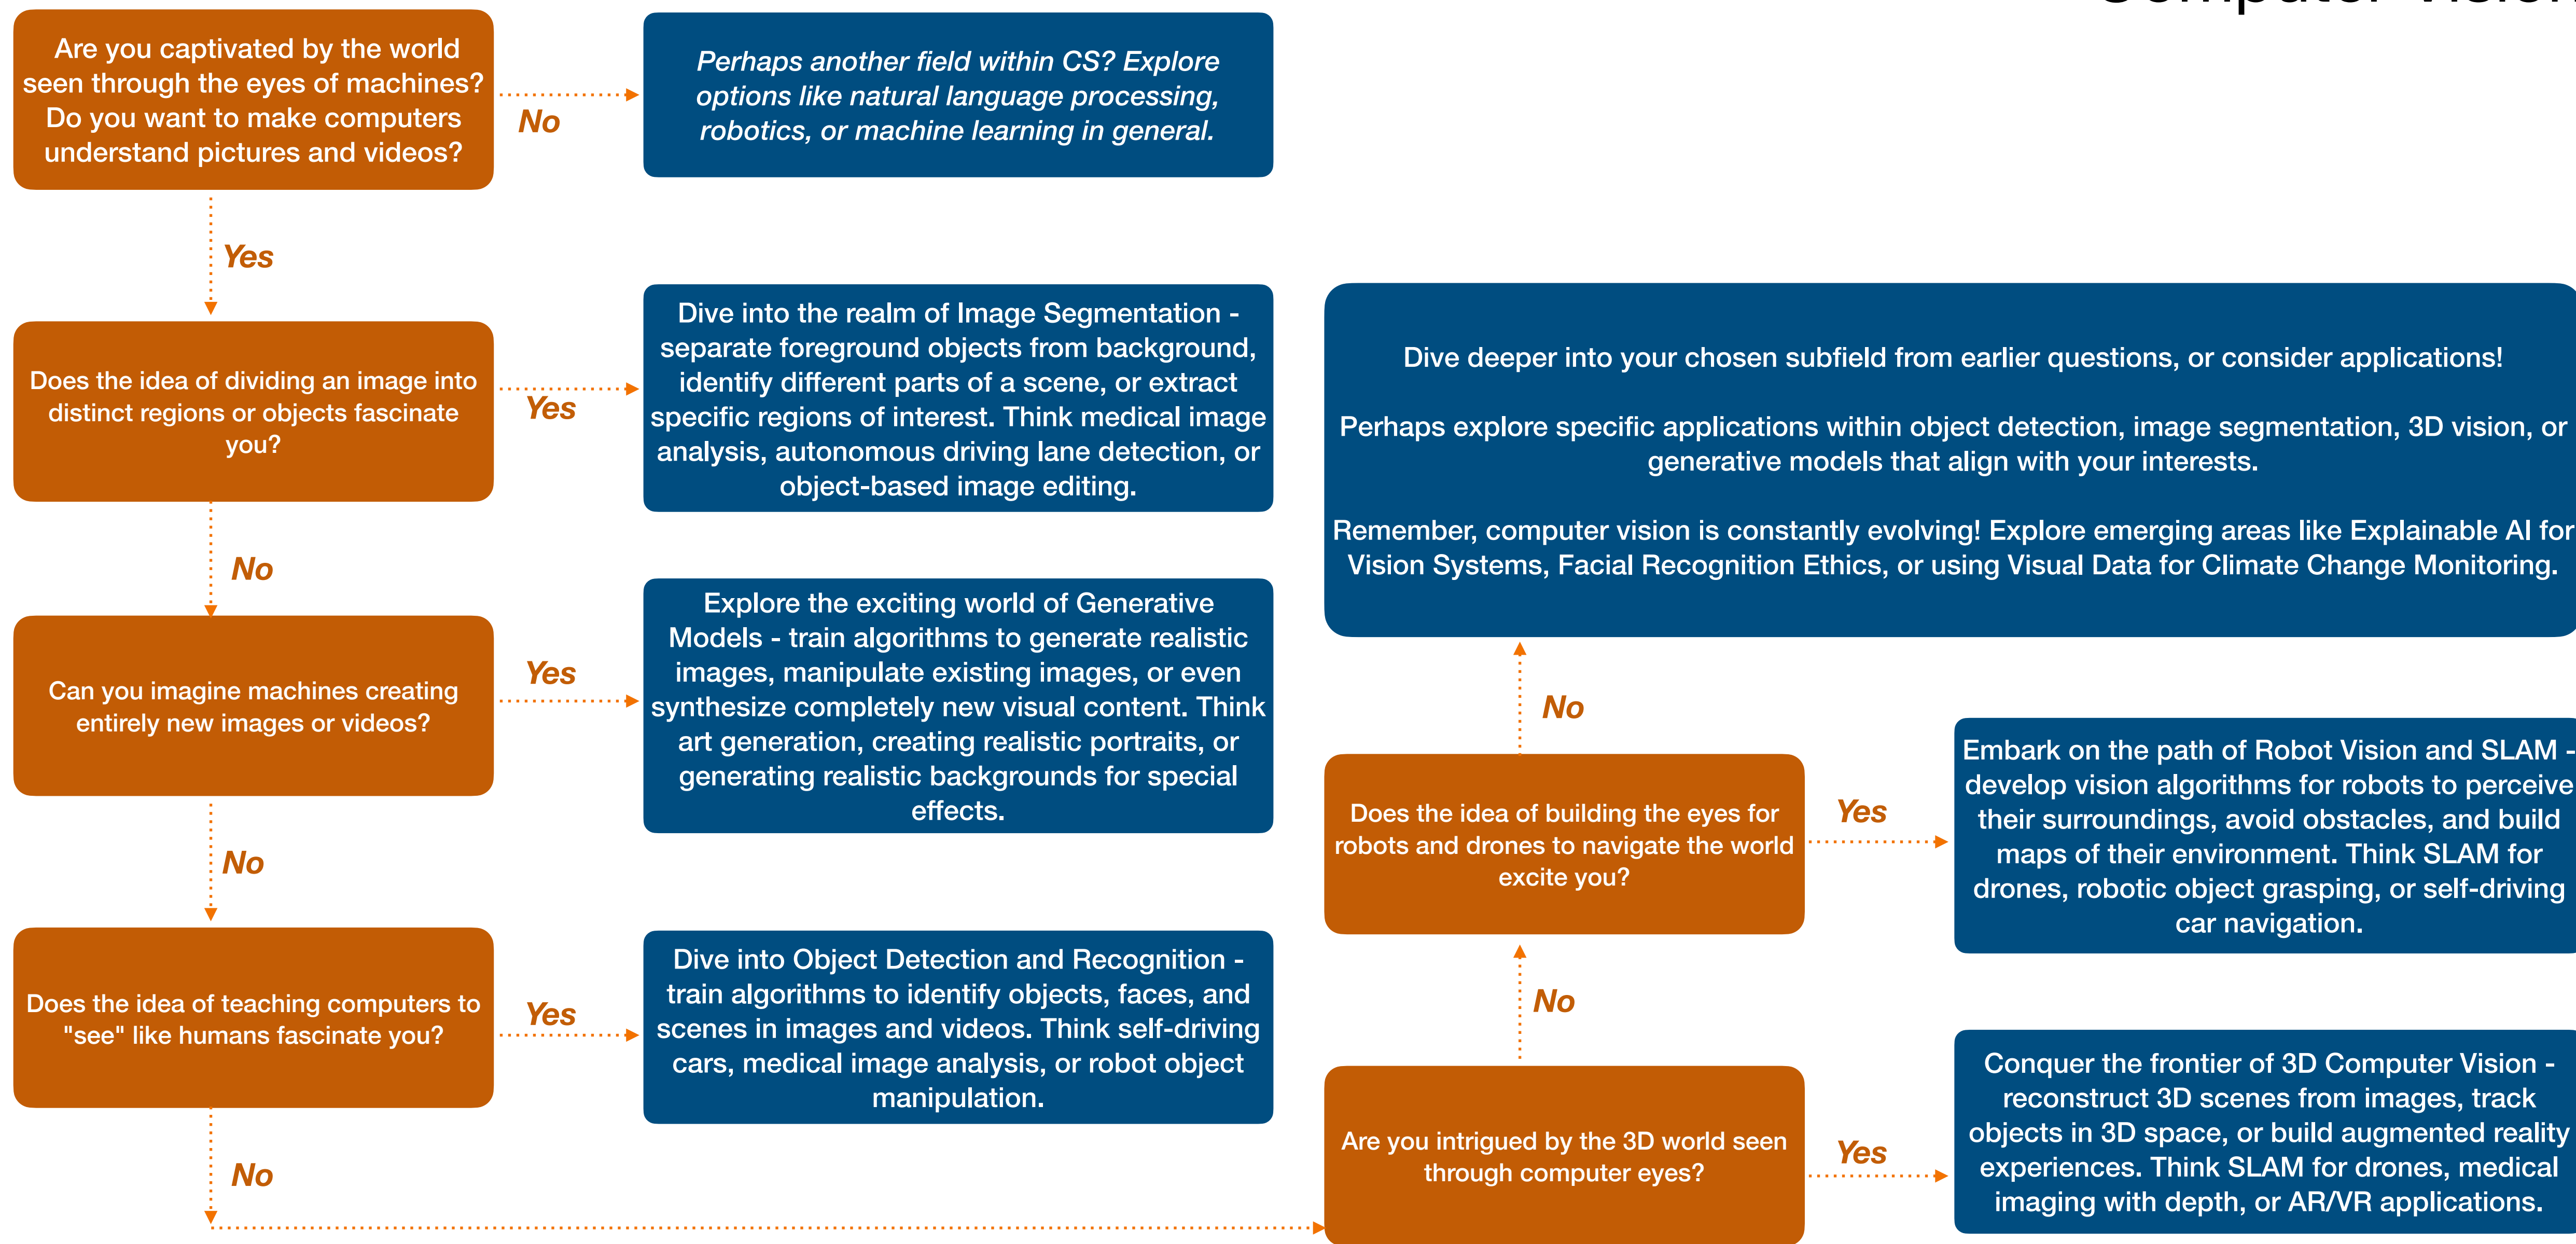 Computer Vision
Are you captivated by the world
seen through the eyes of machines?
Do you want to make computers
understand pictures and videos?
No
Perhaps another field within CS? Explore
options like natural language processing,
robotics, or machine learning in general.
Yes
Does the idea of dividing an image into
distinct regions or objects fascinate
you?
Yes
Dive into the realm of Image Segmentation -
separate foreground objects from background,
identify different parts of a scene, or extract
specific regions of interest. Think medical image
analysis, autonomous driving lane detection, or
object-based image editing.
No
Can you imagine machines creating
entirely new images or videos?
Yes
Explore the exciting world of Generative
Models - train algorithms to generate realistic
images, manipulate existing images, or even
synthesize completely new visual content. Think
art generation, creating realistic portraits, or
generating realistic backgrounds for special
effects.
No
Does the idea of teaching computers to
"see" like humans fascinate you?
Yes
Dive into Object Detection and Recognition -
train algorithms to identify objects, faces, and
scenes in images and videos. Think self-driving
cars, medical image analysis, or robot object
manipulation.
No
Are you intrigued by the 3D world seen
through computer eyes?
Yes
Conquer the frontier of 3D Computer Vision -
reconstruct 3D scenes from images, track
objects in 3D space, or build augmented reality
experiences. Think SLAM for drones, medical
imaging with depth, or AR/VR applications.
No
Does the idea of building the eyes for
robots and drones to navigate the world
excite you?
Yes
Embark on the path of Robot Vision and SLAM -
develop vision algorithms for robots to perceive
their surroundings, avoid obstacles, and build
maps of their environment. Think SLAM for
drones, robotic object grasping, or self-driving
car navigation.
No
Dive deeper into your chosen subfield from earlier questions, or consider applications!
Perhaps explore specific applications within object detection, image segmentation, 3D vision, or
generative models that align with your interests.
Remember, computer vision is constantly evolving! Explore emerging areas like Explainable AI for
Vision Systems, Facial Recognition Ethics, or using Visual Data for Climate Change Monitoring.